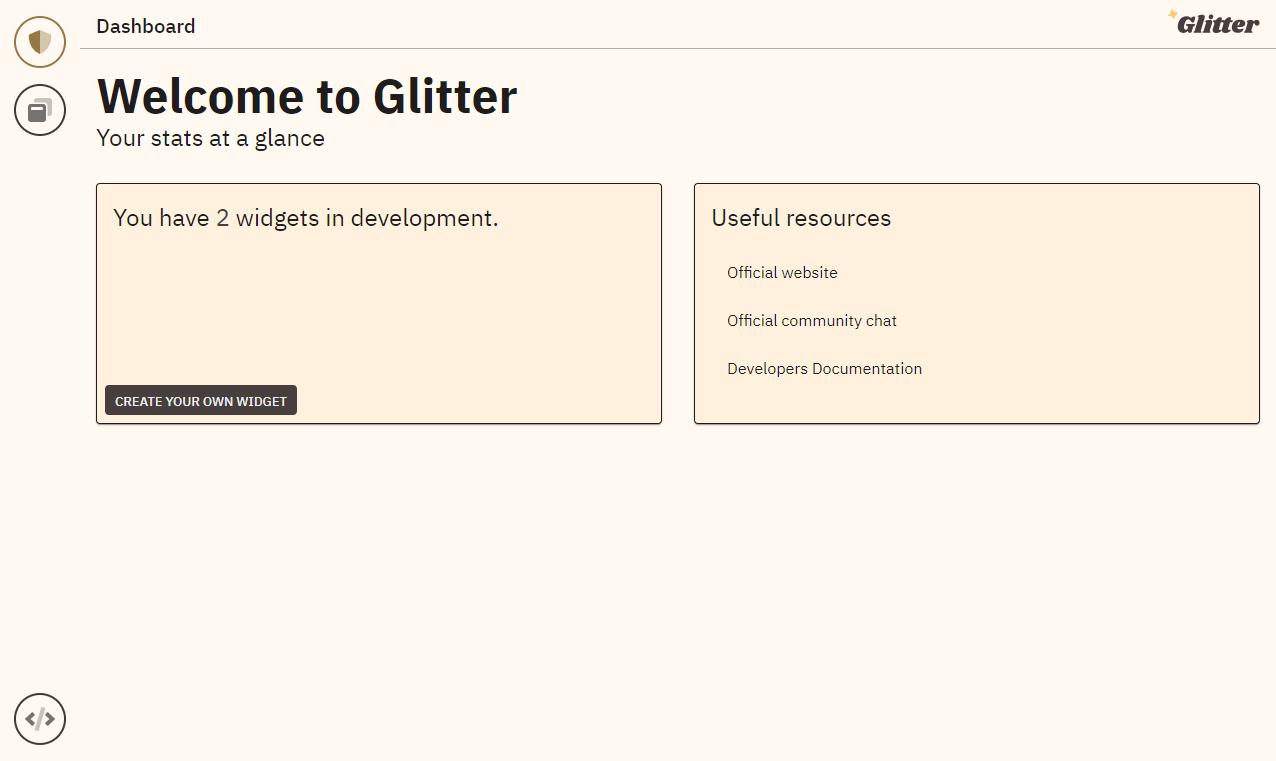 Dashboard
Glitter
Welcome to Glitter
Your stats at a glance
You have 2 widgets in development.
CREATE YOUR OWN WIDGET
Useful resources
Official website
Official community chat
Developers Documentation